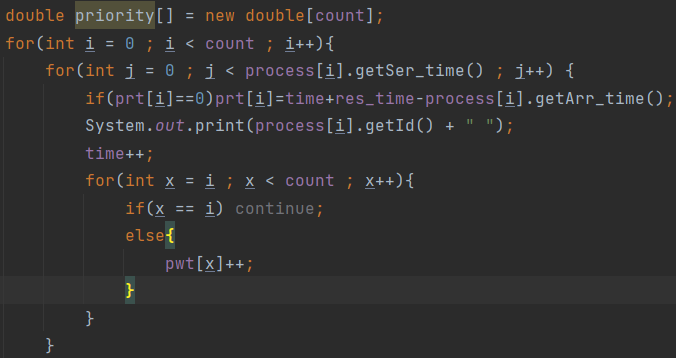 double priority[] = new double[count];
for(int i = 0 ; i < count ; i++){
    for(int j = 0 ; j < process[i].getSer_time() ; j++) {
        if(prt[i]==0)prt[i]=time+res_time-process[i].getArr_time();
        System.out.print(process[i].getId() + " ");
        time++;
        for(int x = i ; x < count ; x++){
            if(x == i) continue;
            else{
                pwt[x]++;
            }
        }
    }